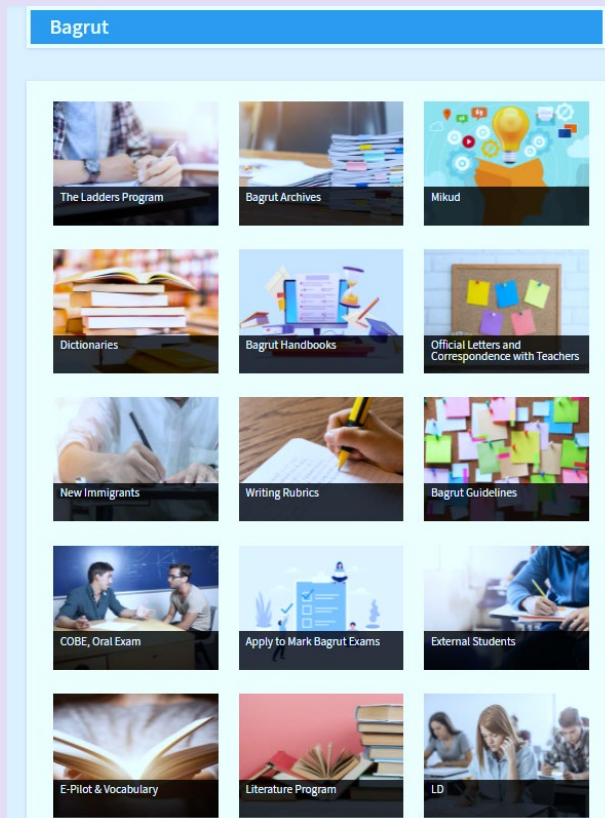 Bagrut
The Ladders Program
Bagrut Archives
Mikud
Dictionaries
Bagrut Handbooks
Official Letters and
Correspondence with Teachers
New Immigrants
Writing Rubrics
Bagrut Guidelines
COBE, Oral Exam
Apply to Mark Bagrut Exams
External Students
E-Pilot & Vocabulary
Literature Program
LD